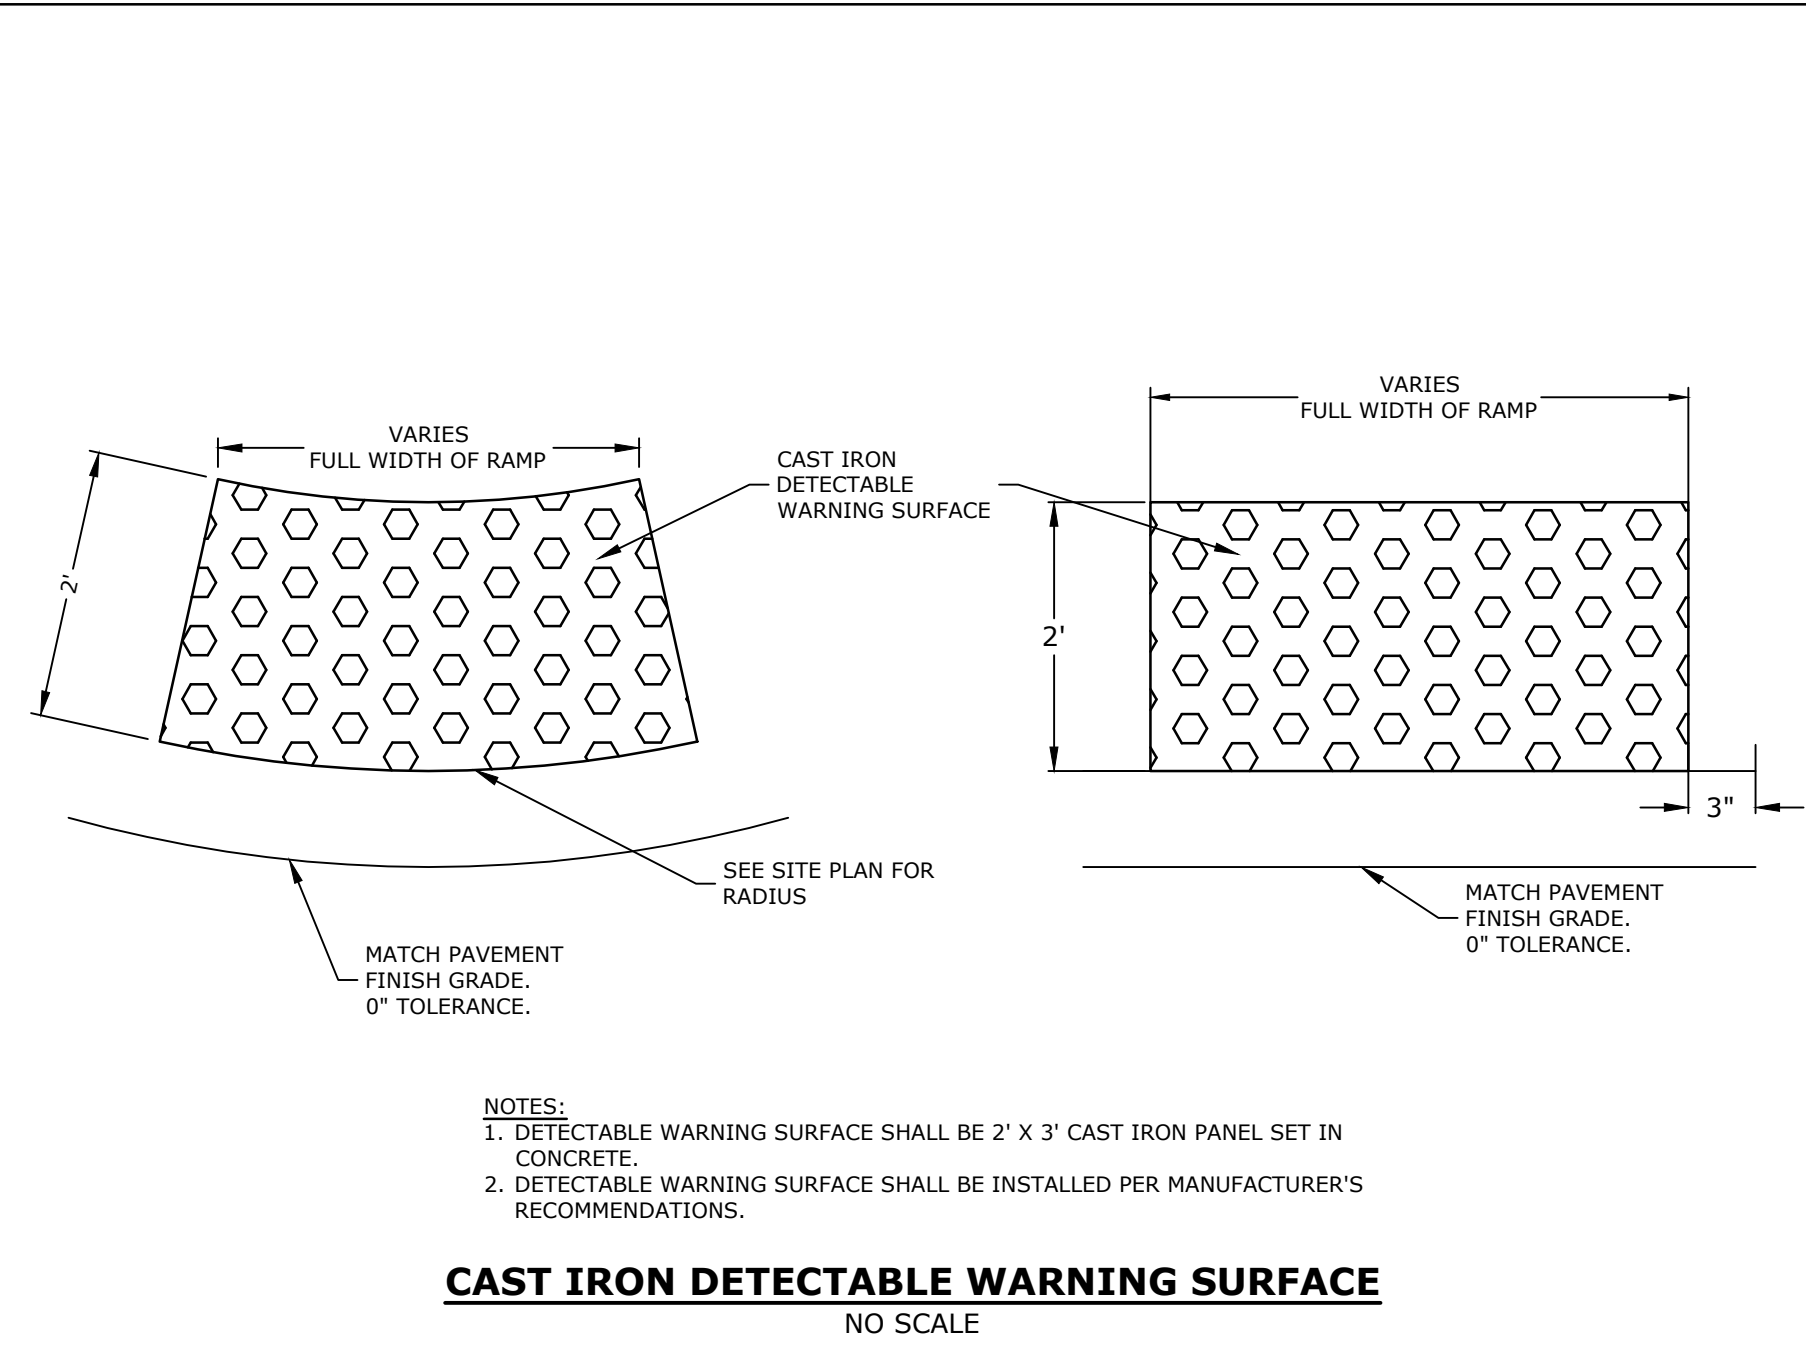 VARIES
FULL WIDTH OF RAMP
2'
CAST IRON
DETECTABLE
WARNING SURFACE
VARIES
FULL WIDTH OF RAMP
2'
3"
SEE SITE PLAN FOR
RADIUS
MATCH PAVEMENT
FINISH GRADE.
0" TOLERANCE.
MATCH PAVEMENT
FINISH GRADE.
0" TOLERANCE.
NOTES:
1. DETECTABLE WARNING SURFACE SHALL BE 2' X 3' CAST IRON PANEL SET IN
CONCRETE.
2. DETECTABLE WARNING SURFACE SHALL BE INSTALLED PER MANUFACTURER'S
RECOMMENDATIONS.
CAST IRON DETECTABLE WARNING SURFACE
NO SCALE